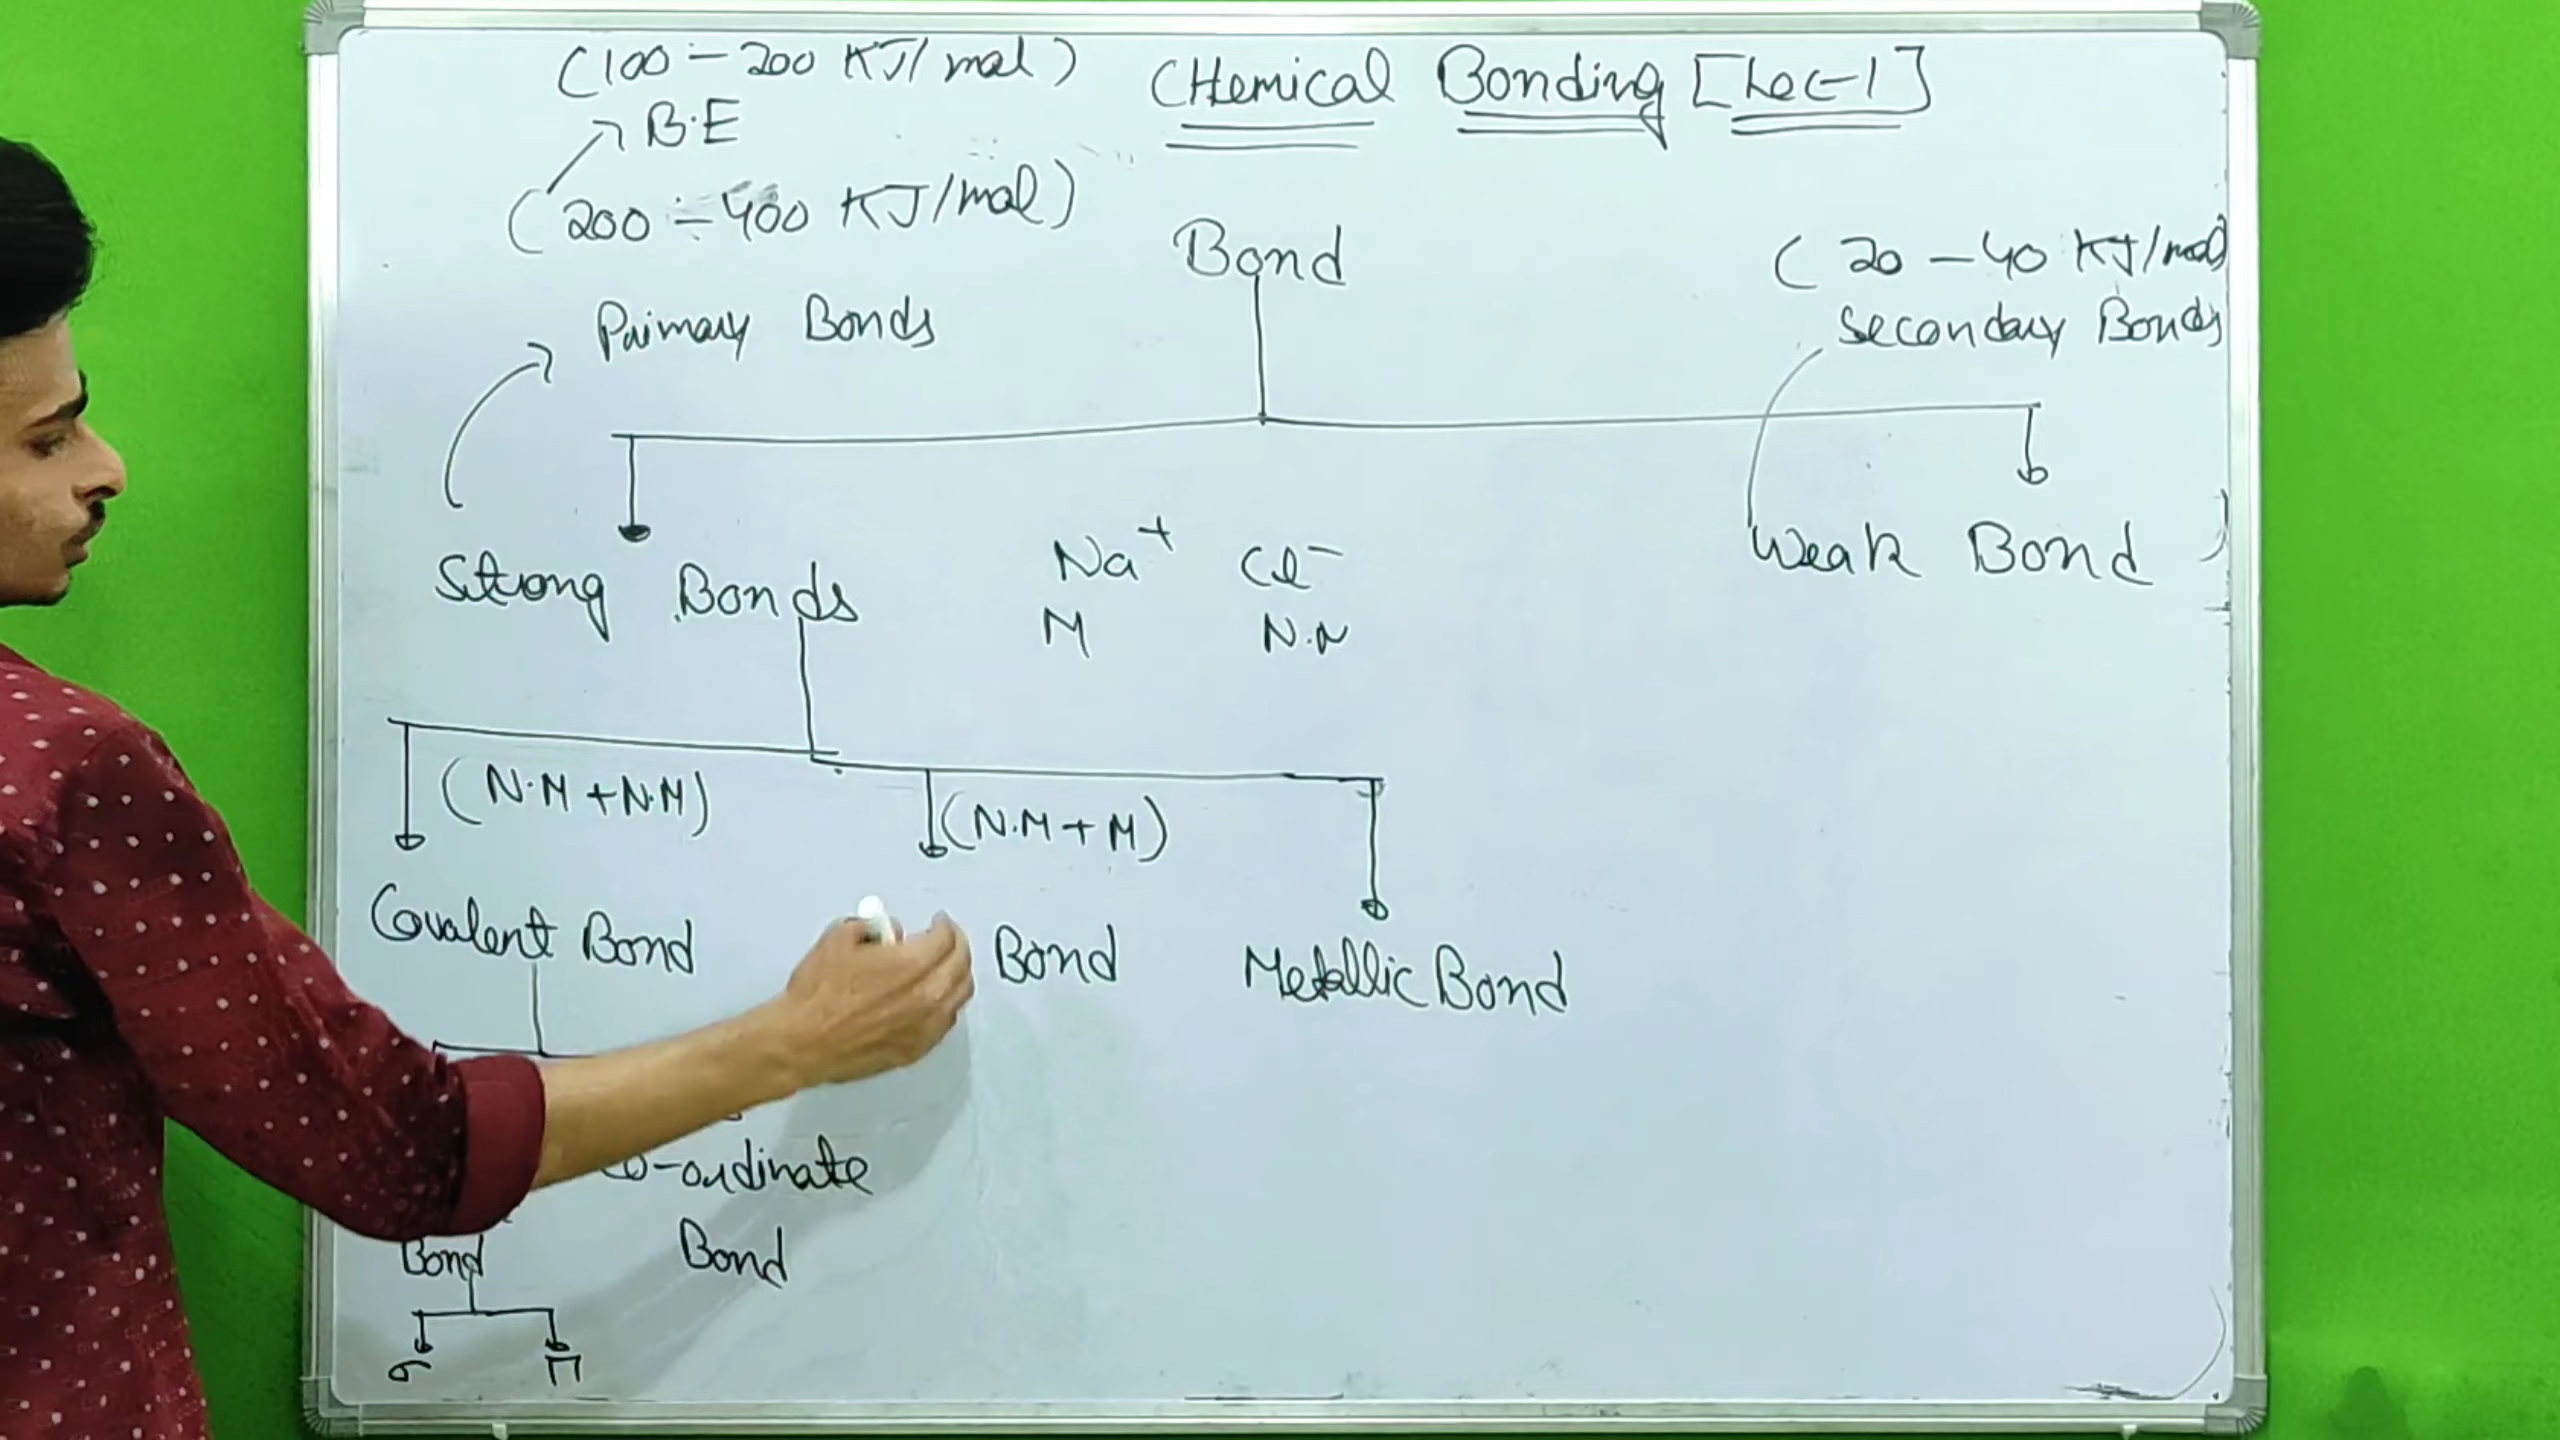 (100 - 200 KJ/mol)
CHemical Bonding [Lec-1]
B.E
(200 - 400 KJ/mol)
Bond
(20 - 40 KJ/mol)
Primary Bonds
Secondary Bonds
Strong Bonds
Na+ Cl-
Weak Bond
M N.M
(N.M + N.M)
(N.M + M)
Covalent Bond
Bond
Metallic Bond
Co-ordinate
Bond
Bond
σ π